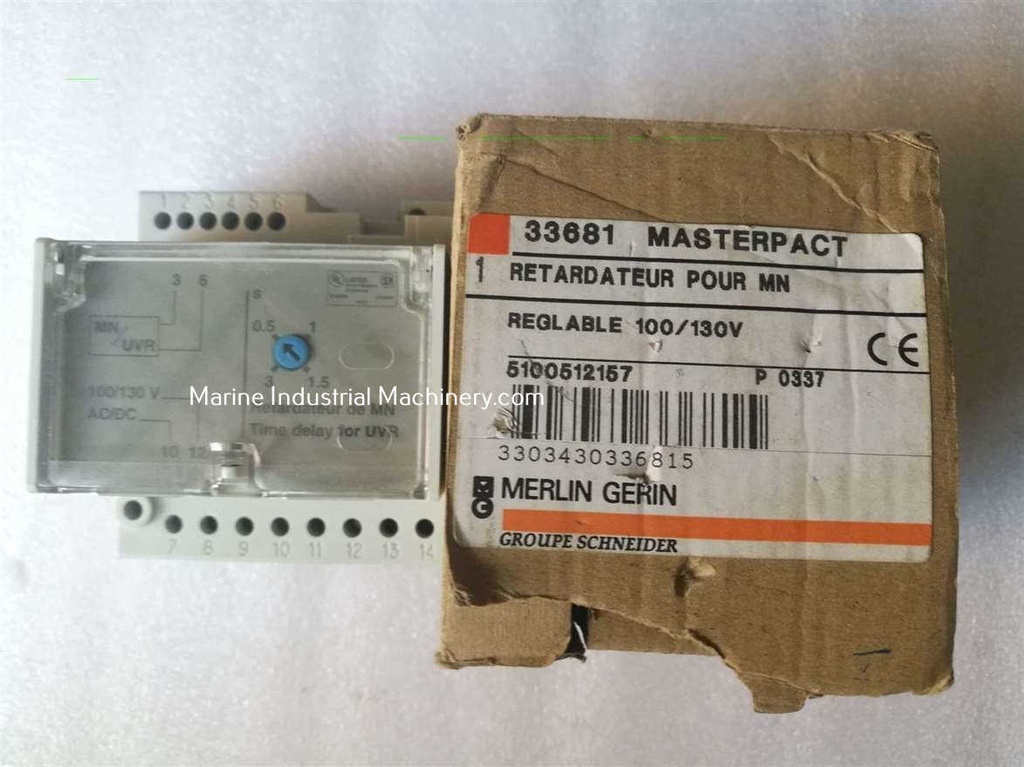 1 2 3 4 5 6
3 6
MN
UVR
S
0.5 1
3 1.5
100/130 V
AC/DC
10 12
Retardateur de MN
Time delay for UVR
7 8 9 10 11 12 13 14
Marine Industrial Machinery.com
33681 MASTERPACT
1 RETARDATEUR POUR MN
REGLABLE 100/130V
CE
5100512157 P 0337
3303430336815
MERLIN GERIN
GROUPE SCHNEIDER